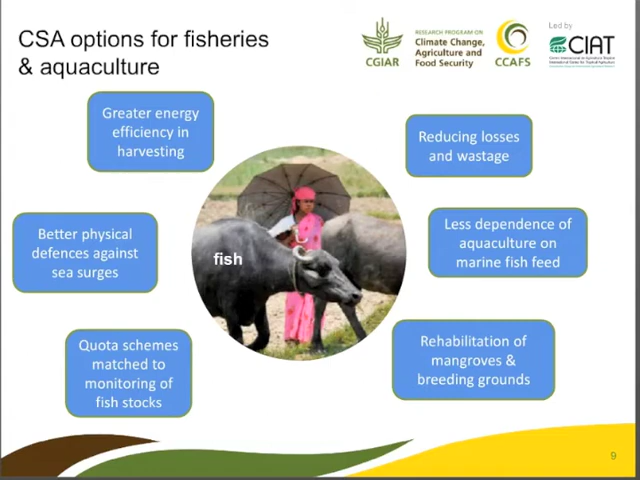 CSA options for fisheries
& aquaculture
CGIAR
RESEARCH PROGRAM ON
Climate Change,
Agriculture and
Food Security
CCAFS
Led by
CIAT
Greater energy
efficiency in
harvesting
Reducing losses
and wastage
Better physical
defences against
sea surges
fish
Less dependence of
aquaculture on
marine fish feed
Quota schemes
matched to
monitoring of
fish stocks
Rehabilitation of
mangroves &
breeding grounds
9